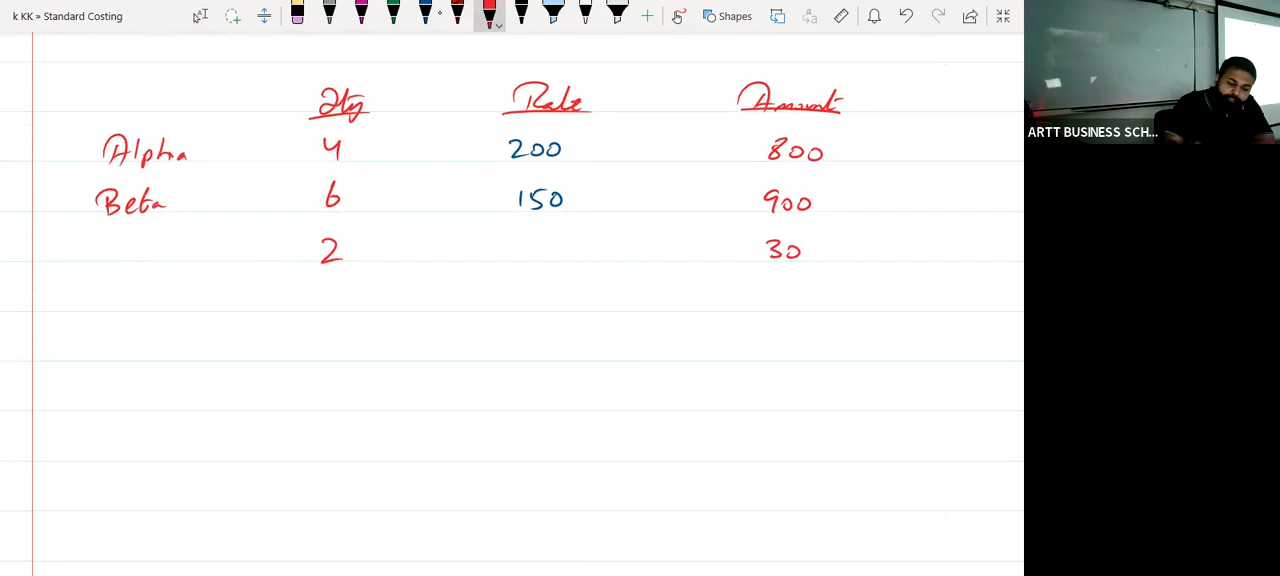 k KK » Standard Costing
Shapes
Qty Rate Amount
Alpha 4 200 800
Beta 6 150 900
2 30
ARTT BUSINESS SCH...